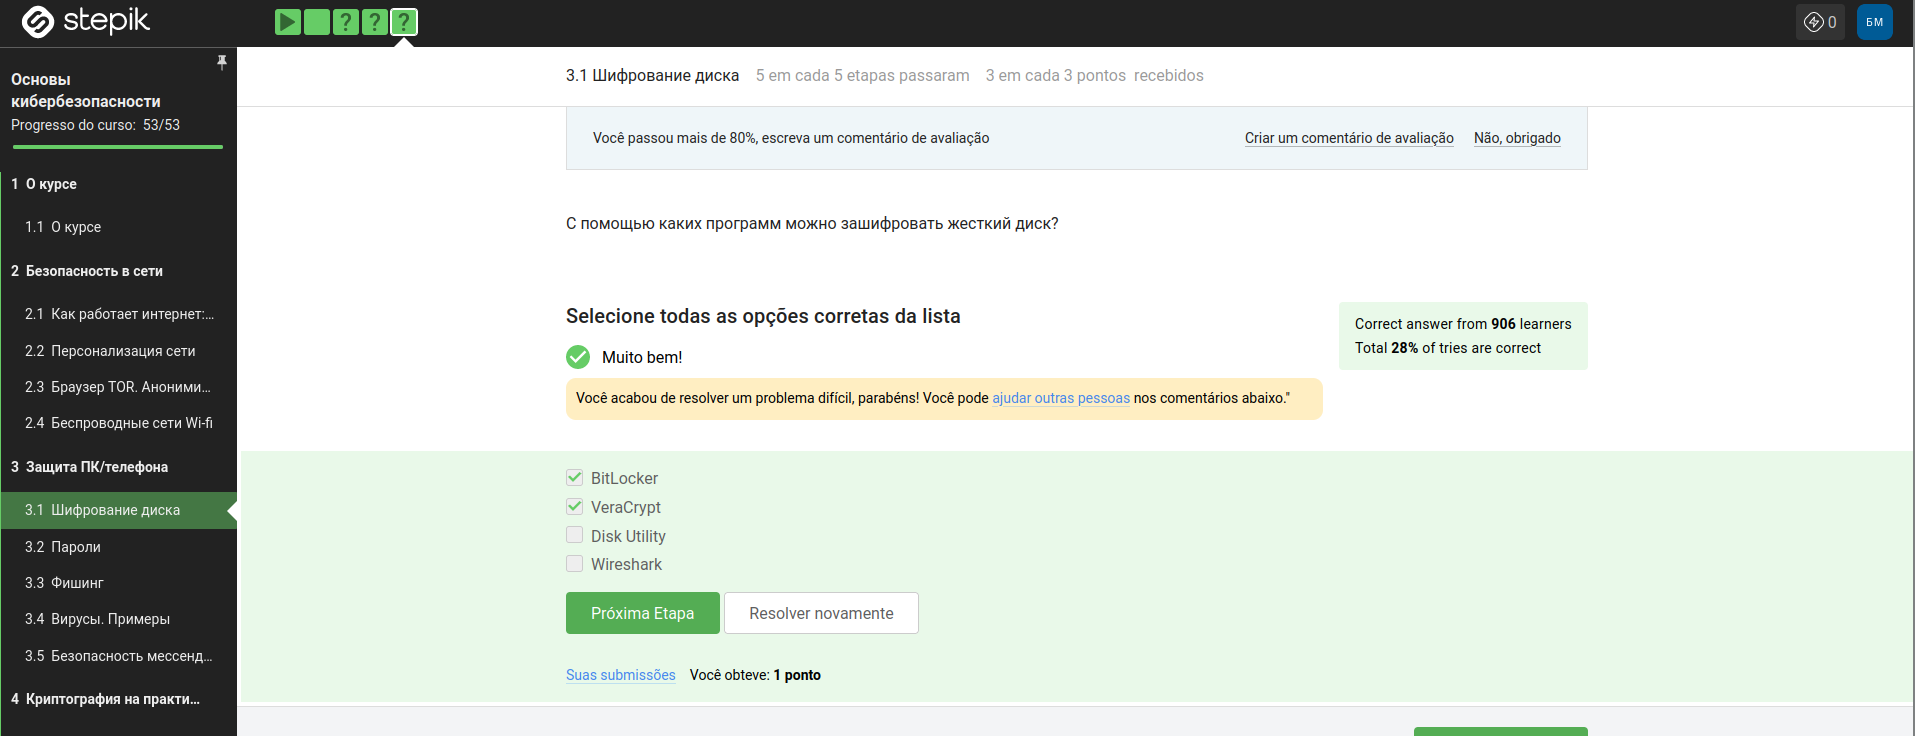 stepik
? ? ?
0
БМ
Основы
кибербезопасности
Progresso do curso: 53/53
1 О курсе
1.1 О курсе
2 Безопасность в сети
2.1 Как работает интернет:...
2.2 Персонализация сети
2.3 Браузер TOR. Аноними...
2.4 Беспроводные сети Wi-fi
3 Защита ПК/телефона
3.1 Шифрование диска
3.2 Пароли
3.3 Фишинг
3.4 Вирусы. Примеры
3.5 Безопасность мессенд...
4 Криптография на практи...
3.1 Шифрование диска 5 em cada 5 etapas passaram 3 em cada 3 pontos recebidos
Você passou mais de 80%, escreva um comentário de avaliação Criar um comentário de avaliação Não, obrigado
С помощью каких программ можно зашифровать жесткий диск?
Selecione todas as opções corretas da lista
Correct answer from 906 learners
Total 28% of tries are correct
Muito bem!
Você acabou de resolver um problema difícil, parabéns! Você pode ajudar outras pessoas nos comentários abaixo."
BitLocker
VeraCrypt
Disk Utility
Wireshark
Próxima Etapa Resolver novamente
Suas submissões Você obteve: 1 ponto